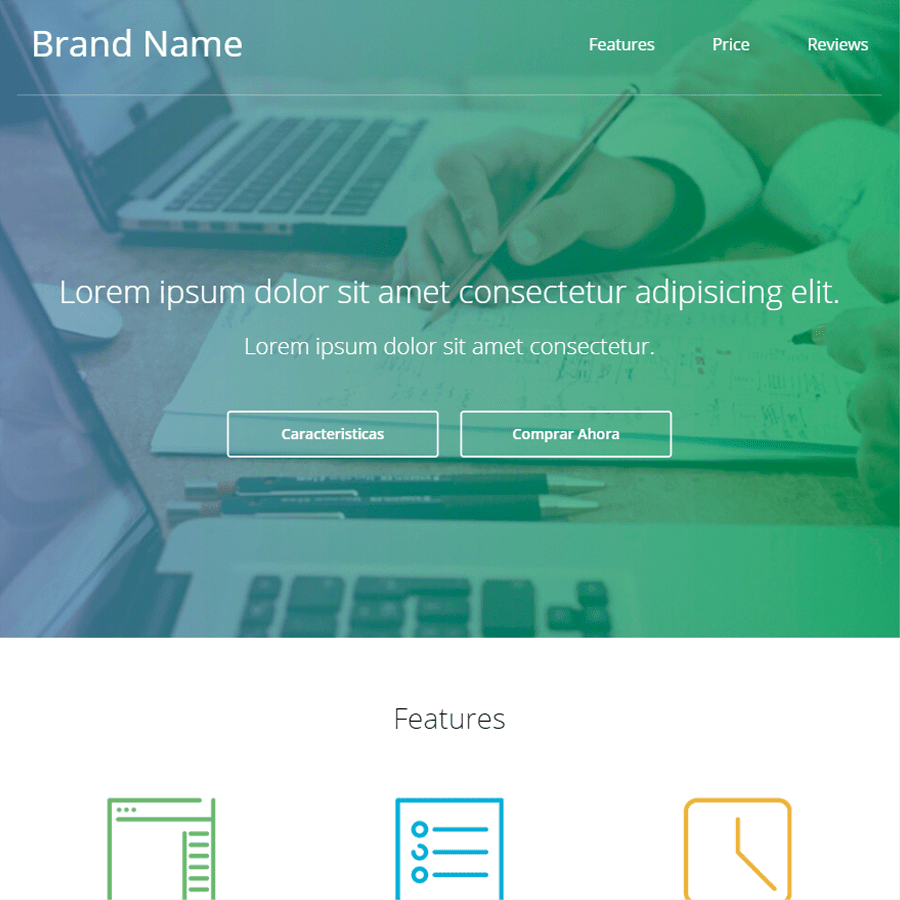 Brand Name
Features
Price
Reviews
Lorem ipsum dolor sit amet consectetur adipisicing elit.
Lorem ipsum dolor sit amet consectetur.
Caracteristicas
Comprar Ahora
Features